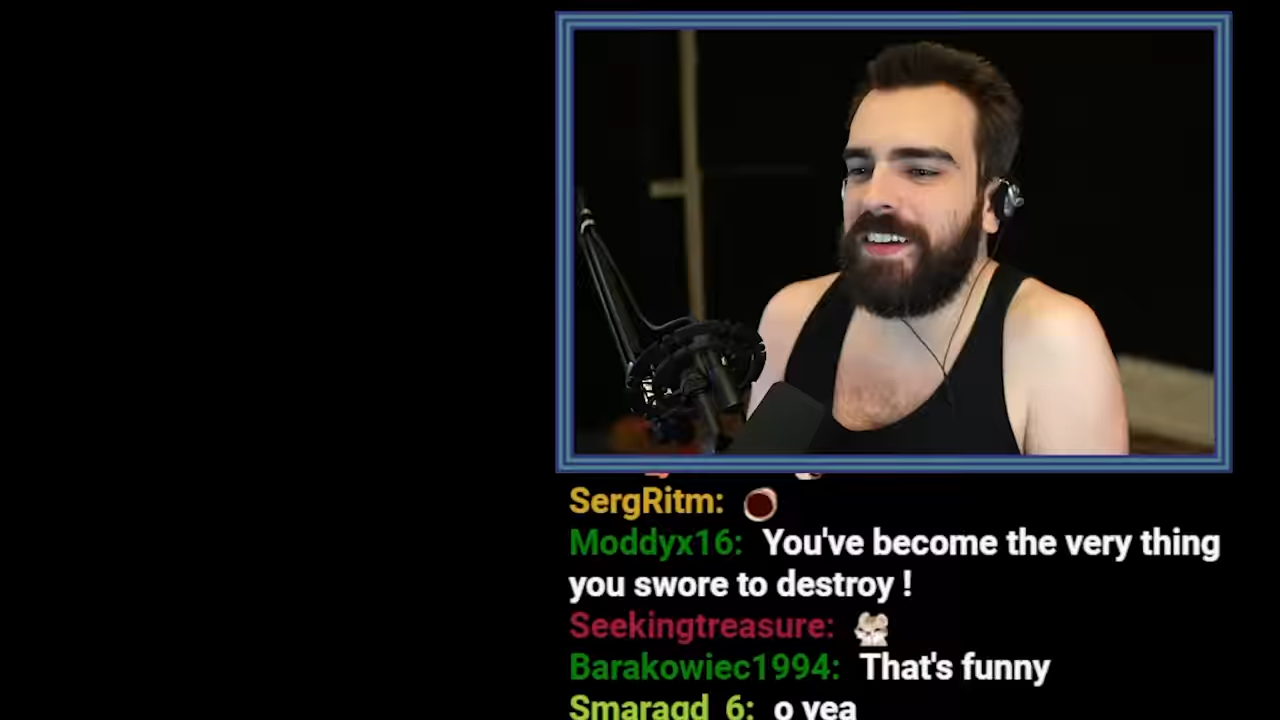 SergRitm:
Moddyx16: You've become the very thing
you swore to destroy !
Seekingtreasure:
Barakowiec1994: That's funny
Smaragd_6: o yea